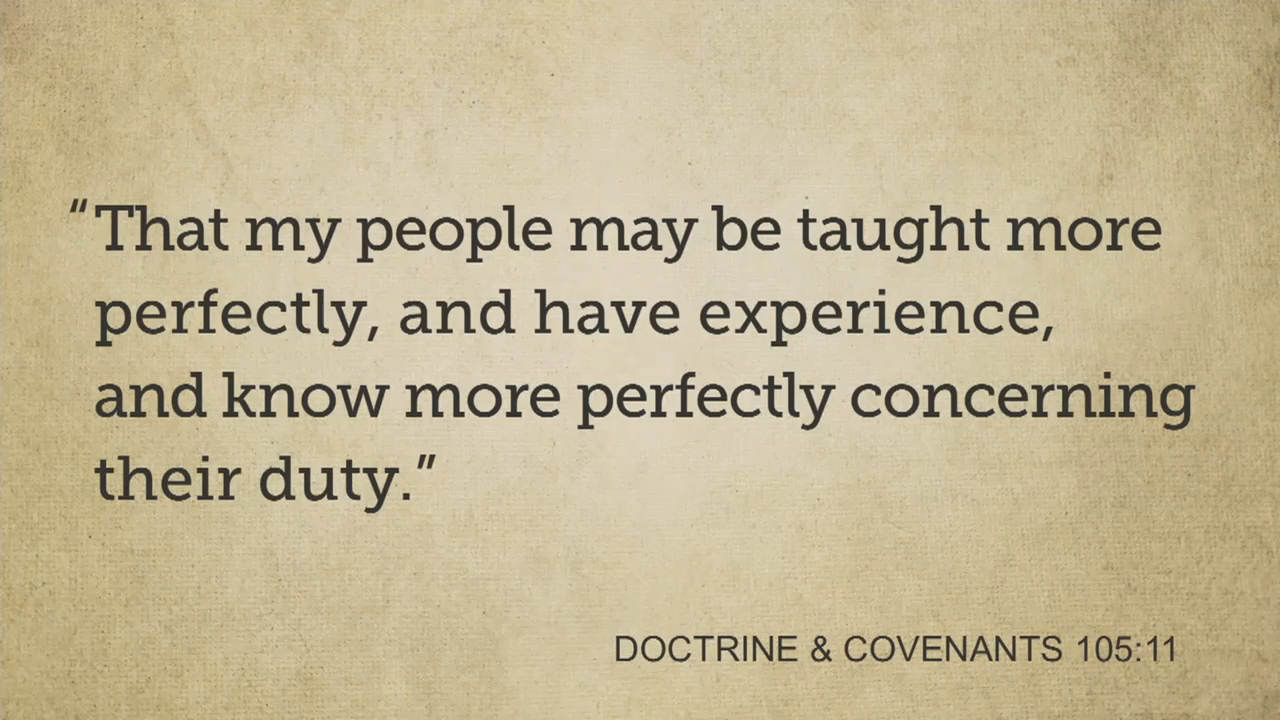 “That my people may be taught more
perfectly, and have experience,
and know more perfectly concerning
their duty.”
DOCTRINE & COVENANTS 105:11